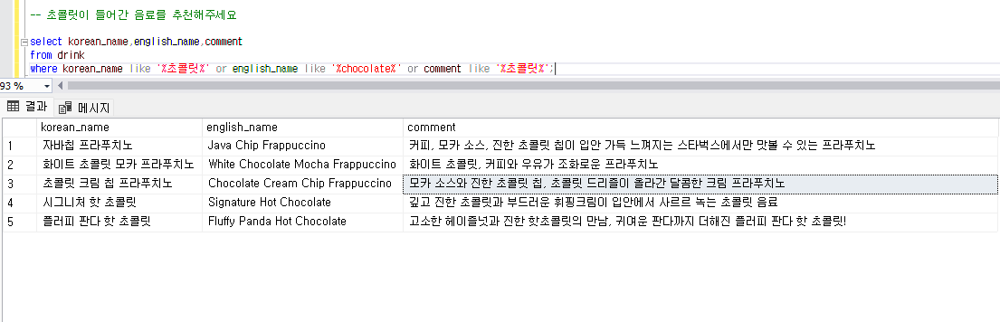 -- 초콜릿이 들어간 음료를 추천해주세요
select korean_name,english_name,comment
from drink
where korean_name like '%초콜릿%' or english_name like '%chocolate%' or comment like '%초콜릿%';
93 %
결과 메시지
korean_name english_name comment
1 자바칩 프라푸치노 Java Chip Frappuccino 커피, 모카 소스, 진한 초콜릿 칩이 입안 가득 느껴지는 스타벅스에서만 맛볼 수 있는 프라푸치노
2 화이트 초콜릿 모카 프라푸치노 White Chocolate Mocha Frappuccino 화이트 초콜릿, 커피와 우유가 조화로운 프라푸치노
3 초콜릿 크림 칩 프라푸치노 Chocolate Cream Chip Frappuccino 모카 소스와 진한 초콜릿 칩, 초콜릿 드리즐이 올라간 달콤한 크림 프라푸치노
4 시그니처 핫 초콜릿 Signature Hot Chocolate 깊고 진한 초콜릿과 부드러운 휘핑크림이 입안에서 사르르 녹는 초콜릿 음료
5 플러피 판다 핫 초콜릿 Fluffy Panda Hot Chocolate 고소한 헤이즐넛과 진한 핫초콜릿의 만남, 귀여운 판다까지 더해진 플러피 판다 핫 초콜릿!